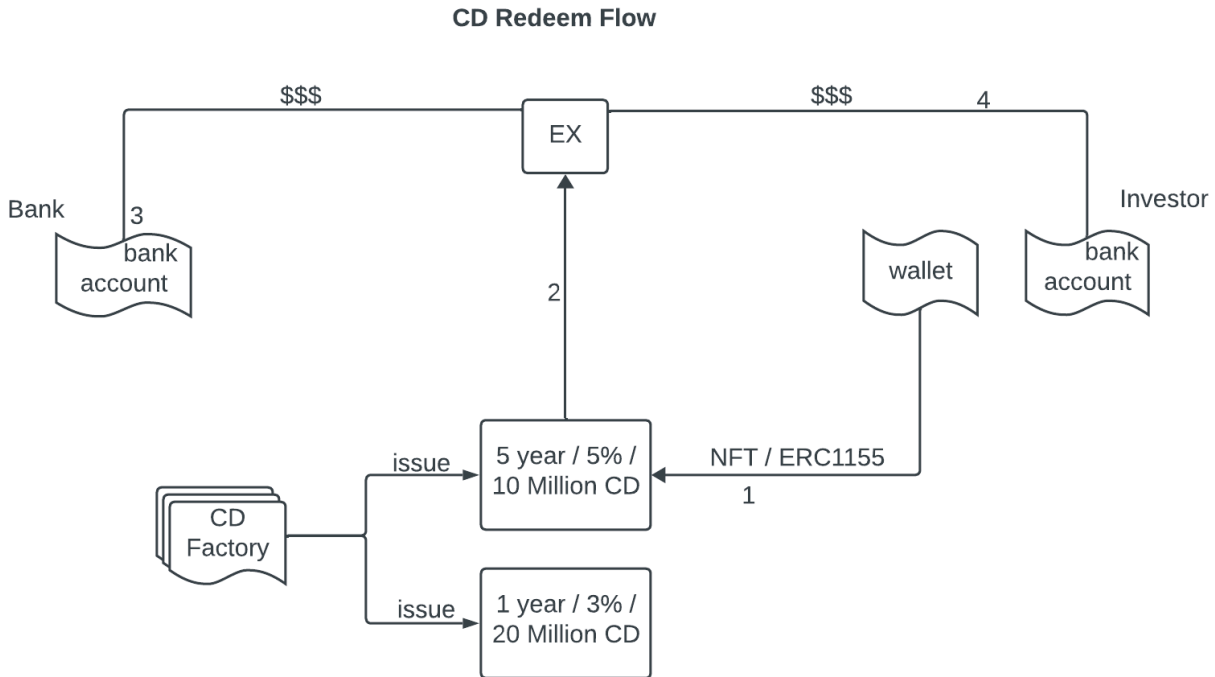 CD Redeem Flow
$$$
$$$
4
EX
Bank
3
Investor
bank
account
wallet
bank
account
2
issue
5 year / 5% /
10 Million CD
NFT / ERC1155
1
CD
Factory
issue
1 year / 3% /
20 Million CD